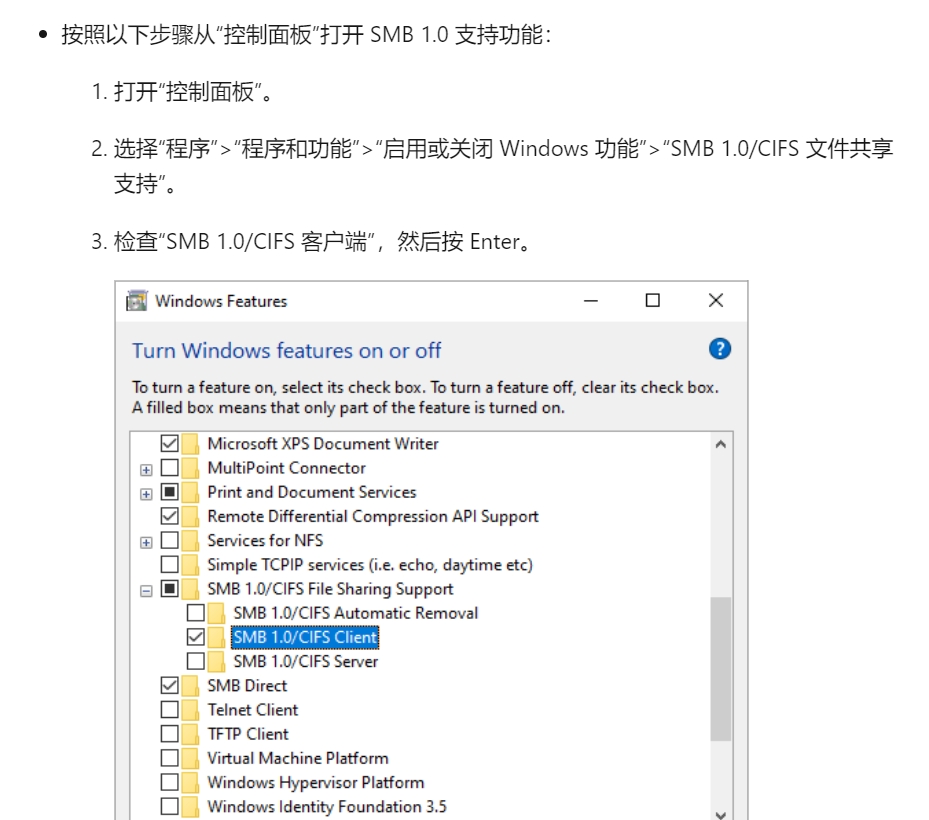 按照以下步骤从“控制面板”打开 SMB 1.0 支持功能：
1. 打开“控制面板”。
2. 选择“程序”>“程序和功能”>“启用或关闭 Windows 功能”>“SMB 1.0/CIFS 文件共享
支持”。
3. 检查“SMB 1.0/CIFS 客户端”，然后按 Enter。
Windows Features
Turn Windows features on or off
?
To turn a feature on, select its check box. To turn a feature off, clear its check box.
A filled box means that only part of the feature is turned on.
Microsoft XPS Document Writer
MultiPoint Connector
Print and Document Services
Remote Differential Compression API Support
Services for NFS
Simple TCPIP services (i.e. echo, daytime etc)
SMB 1.0/CIFS File Sharing Support
SMB 1.0/CIFS Automatic Removal
SMB 1.0/CIFS Client
SMB 1.0/CIFS Server
SMB Direct
Telnet Client
TFTP Client
Virtual Machine Platform
Windows Hypervisor Platform
Windows Identity Foundation 3.5